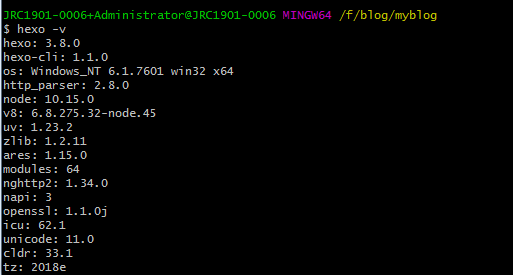 JRC1901-0006+Administrator@JRC1901-0006 MINGW64 /f/blog/myblog
$ hexo -v
hexo: 3.8.0
hexo-cli: 1.1.0
os: Windows_NT 6.1.7601 win32 x64
http_parser: 2.8.0
node: 10.15.0
v8: 6.8.275.32-node.45
uv: 1.23.2
zlib: 1.2.11
ares: 1.15.0
modules: 64
nghttp2: 1.34.0
napi: 3
openssl: 1.1.0j
icu: 62.1
unicode: 11.0
cldr: 33.1
tz: 2018e